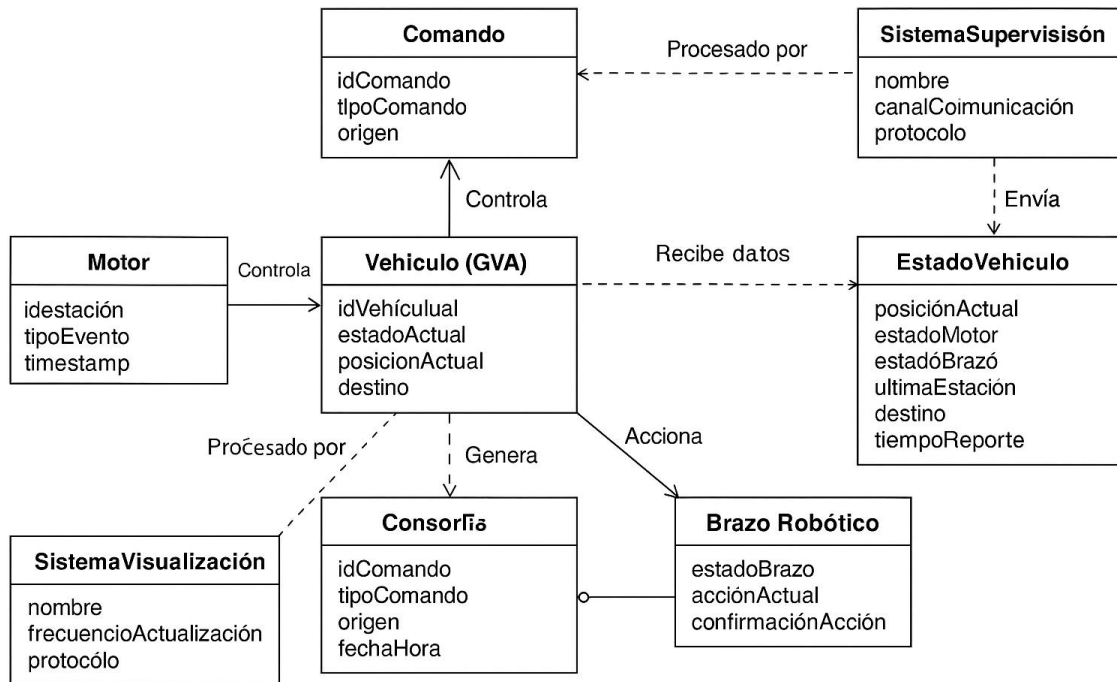 Comando
idComando
tIpoComando
origen
Procesado por
SistemaSupervisisón
nombre
canalCoimunicación
protocolo
Controla
Envía
Motor
idestación
tipoEvento
timestamp
Controla
Vehiculo (GVA)
idVehículual
estadoActual
posicionActual
destino
Recibe datos
EstadoVehiculo
posiciónActual
estadoMotor
estadóBrazó
ultimaEstación
destino
tiempoReporte
Procesado por
Genera
Acciona
SistemaVisualización
nombre
frecuencioActualización
protocólo
idComando
tipoComando
origen
fechaHora
Brazo Robótico
estadoBrazo
acciónActual
confirmaciónAcción